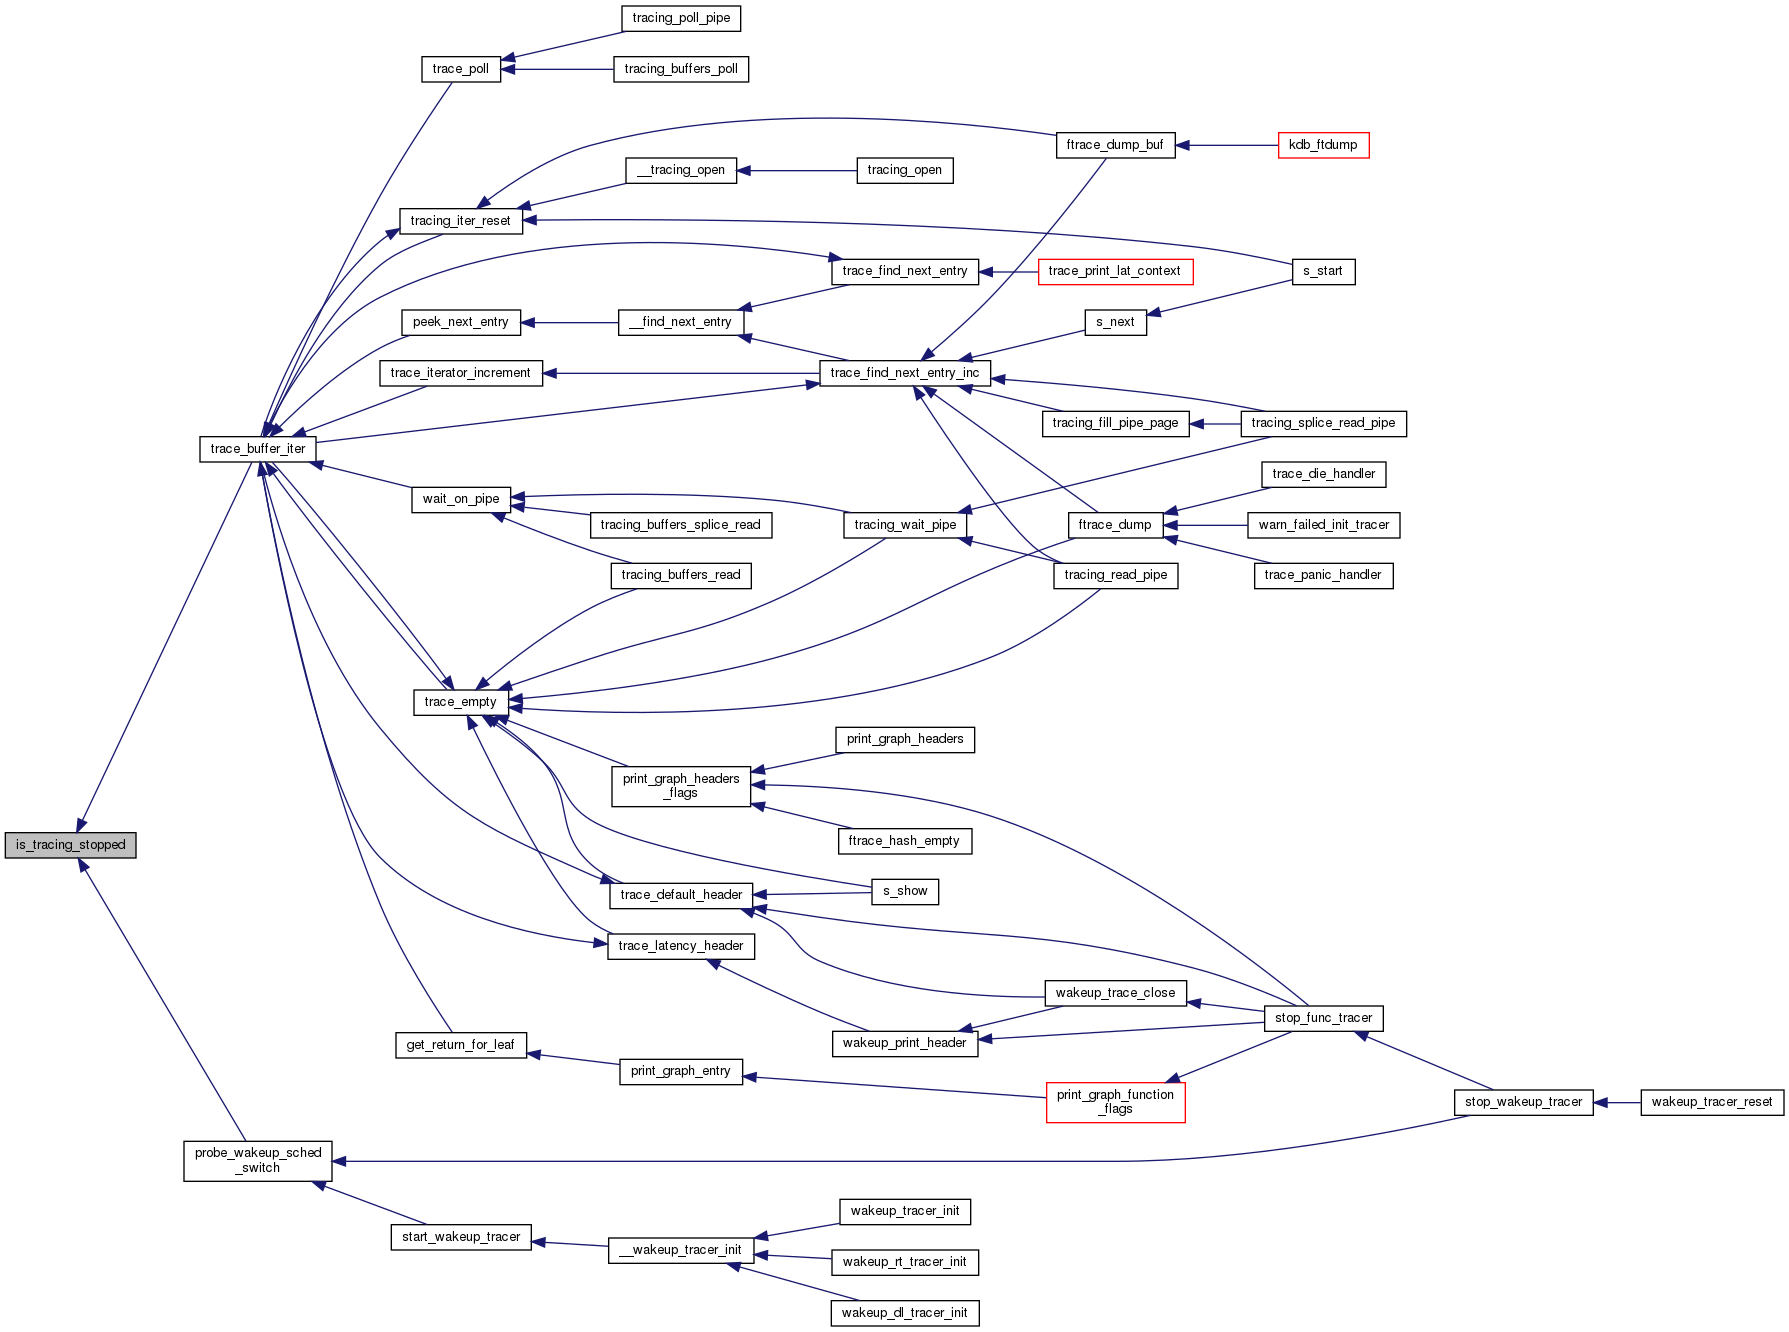 tracing_poll_pipe
trace_poll
tracing_buffers_poll
ftrace_dump_buf
kdb_ftdump
__tracing_open
tracing_open
tracing_iter_reset
trace_find_next_entry
trace_print_lat_context
s_start
peek_next_entry
__find_next_entry
s_next
trace_iterator_increment
trace_find_next_entry_inc
tracing_fill_pipe_page
tracing_splice_read_pipe
trace_buffer_iter
trace_die_handler
wait_on_pipe
tracing_buffers_splice_read
tracing_wait_pipe
ftrace_dump
warn_failed_init_tracer
tracing_buffers_read
tracing_read_pipe
trace_panic_handler
trace_empty
print_graph_headers
print_graph_headers
_flags
ftrace_hash_empty
is_tracing_stopped
trace_default_header
s_show
trace_latency_header
wakeup_trace_close
stop_func_tracer
get_return_for_leaf
wakeup_print_header
print_graph_entry
print_graph_function
_flags
stop_wakeup_tracer
wakeup_tracer_reset
probe_wakeup_sched
_switch
wakeup_tracer_init
start_wakeup_tracer
__wakeup_tracer_init
wakeup_rt_tracer_init
wakeup_dl_tracer_init